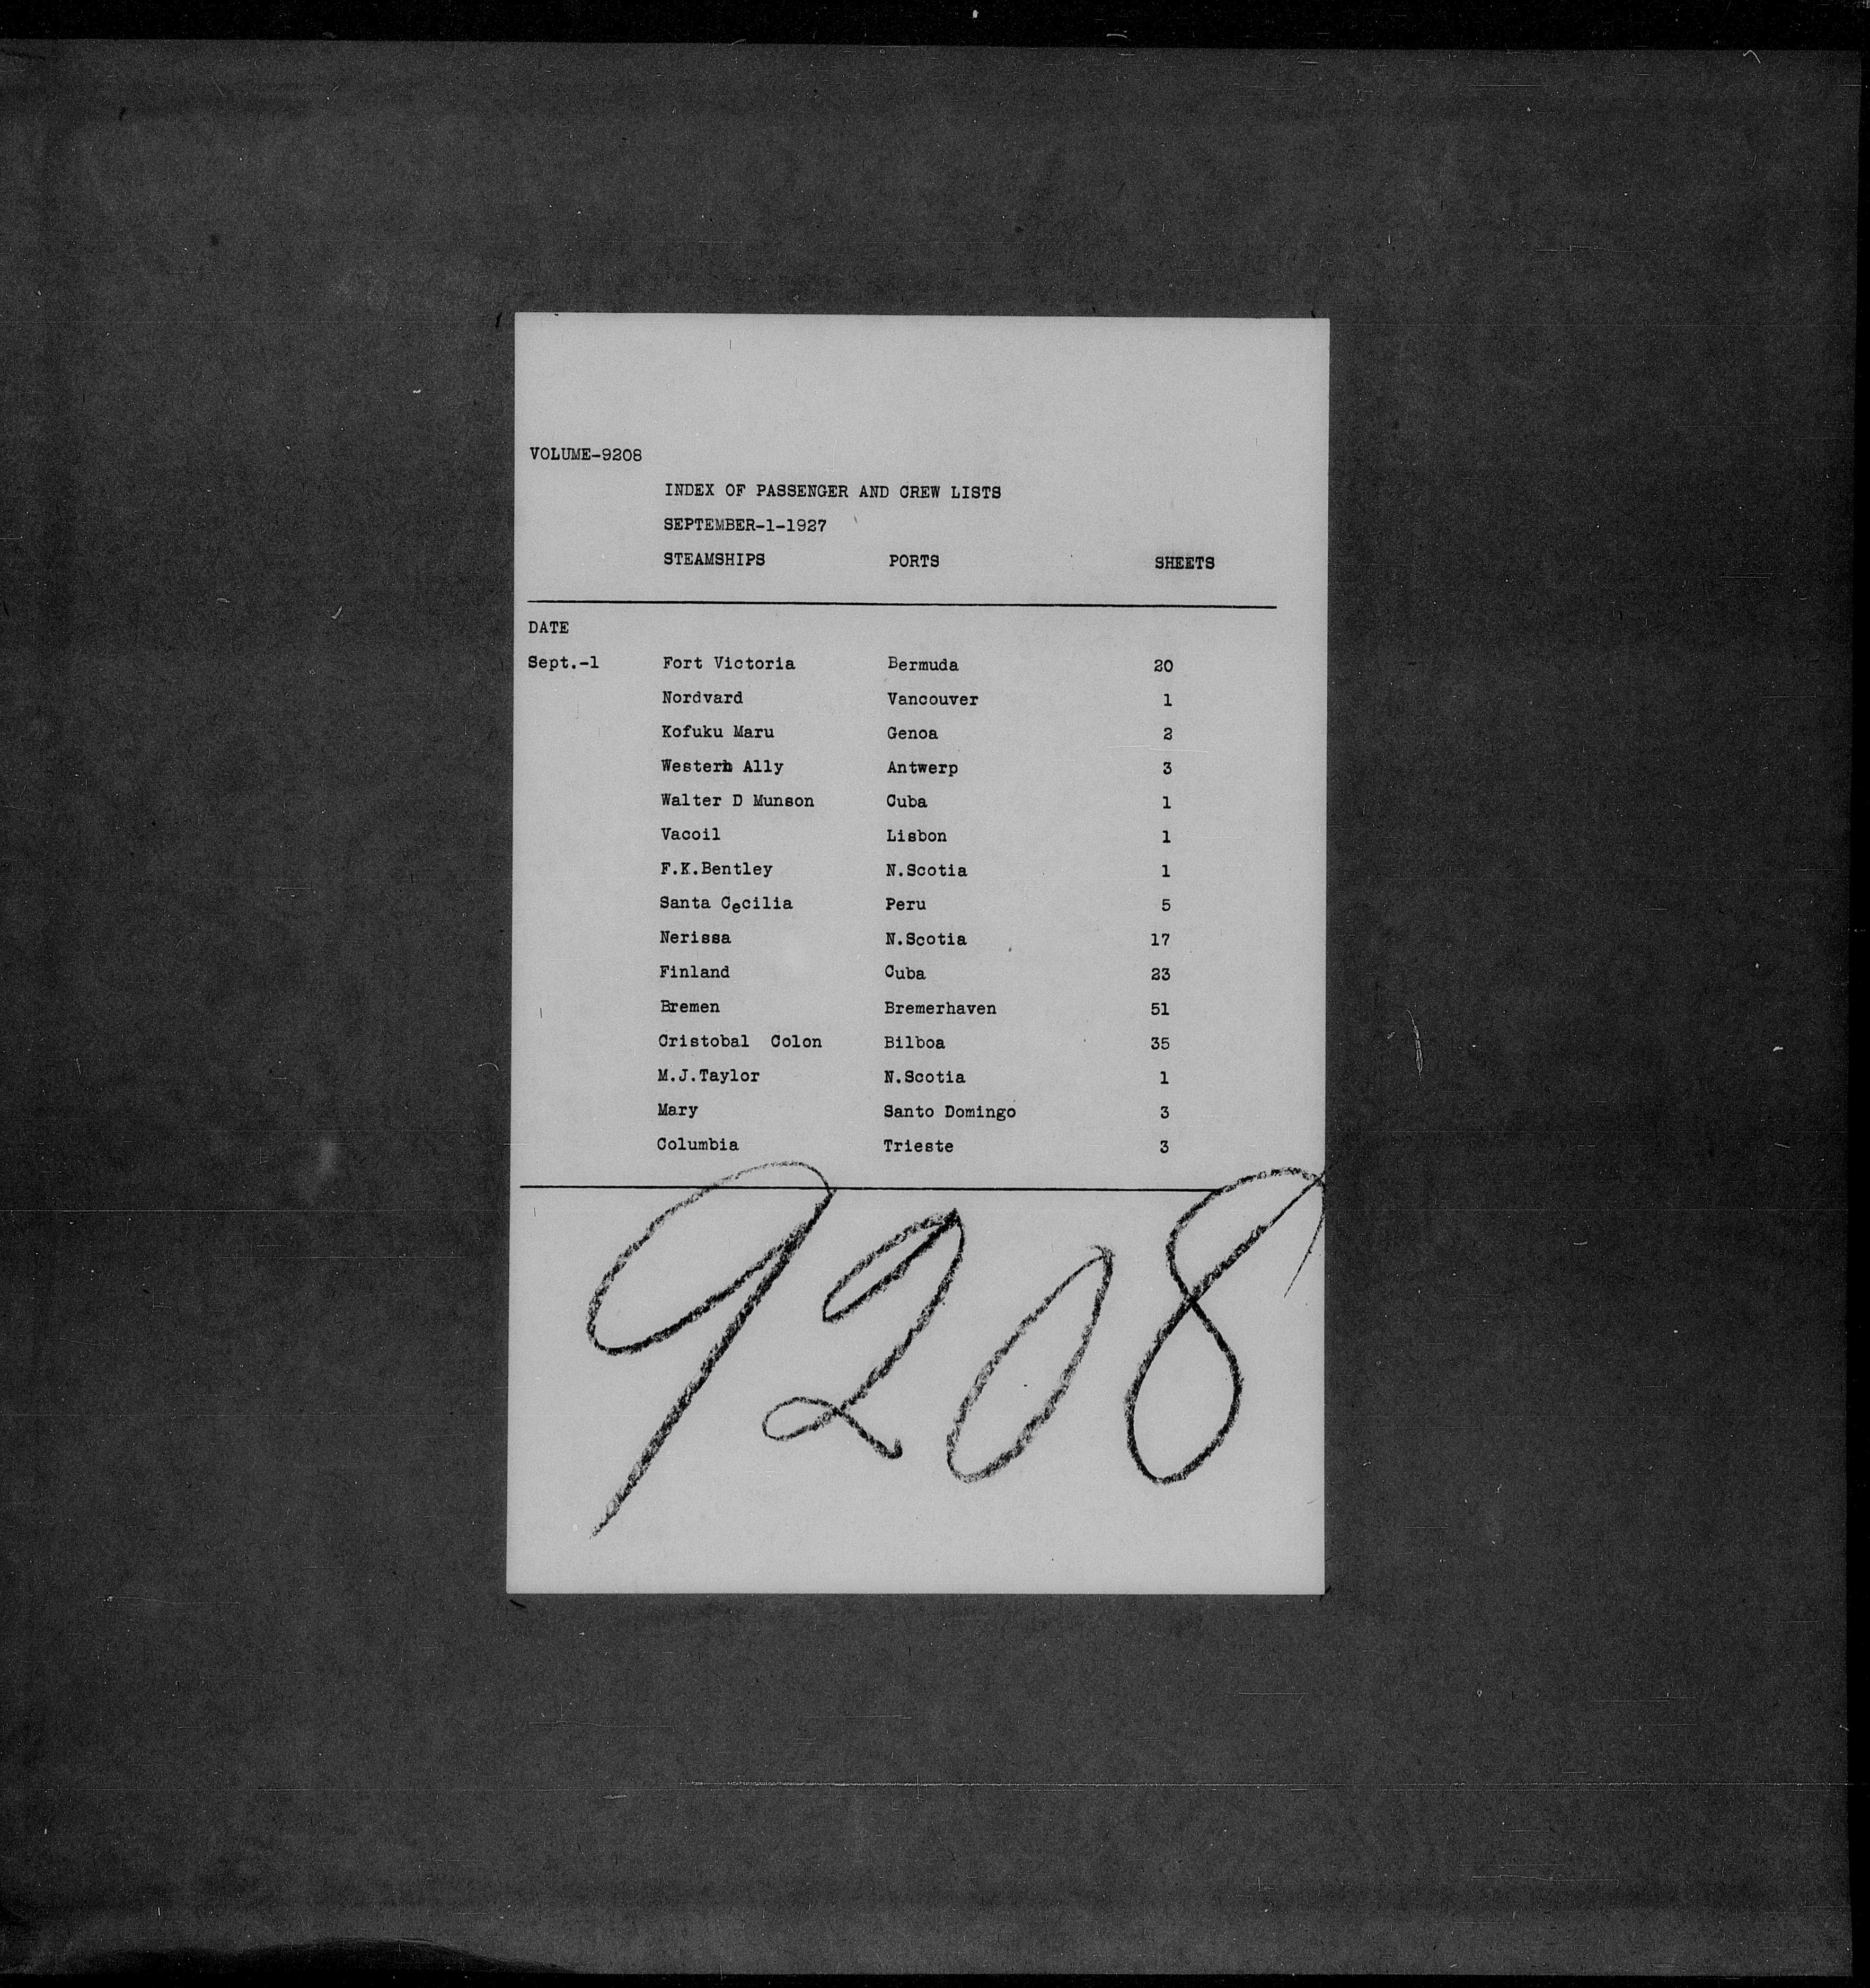 VOLUME-9208
INDEX OF PASSENGER AND CREW LISTS
SEPTEMBER-1-1927
STEAMSHIPS PORTS SHEETS
DATE
Sept.-1 Fort Victoria Bermuda 20
Nordvard Vancouver 1
Kofuku Maru Genoa 2
Western Ally Antwerp 3
Walter D Munson Cuba 1
Vacoil Lisbon 1
F.K.Bentley N.Scotia 1
Santa Cecilia Peru 5
Nerissa N.Scotia 17
Finland Cuba 23
Bremen Bremerhaven 51
Cristobal Colon Bilboa 35
M.J.Taylor N.Scotia 1
Mary Santo Domingo 3
Columbia Trieste 3
9208